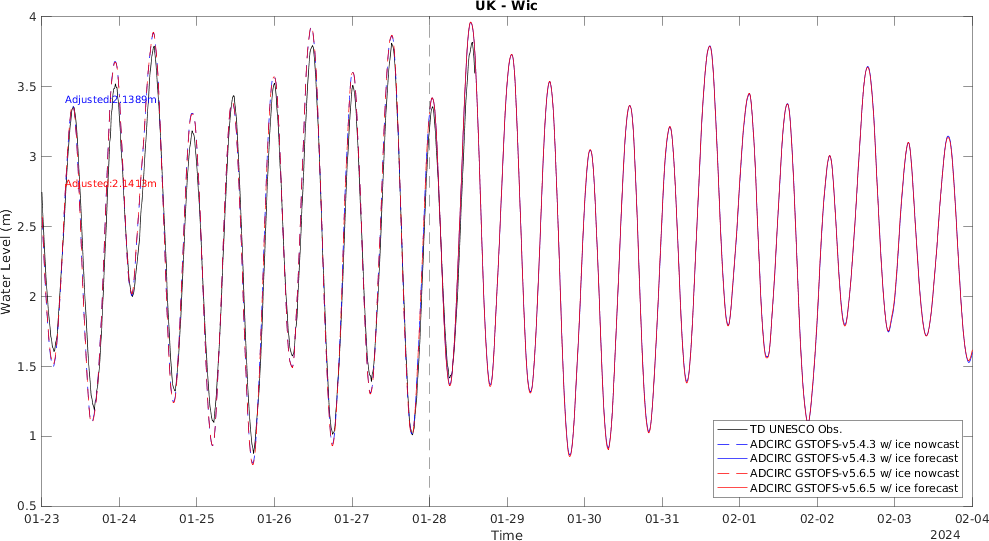 UK - Wic
4
3.5
3
2.5
2
1.5
1
0.5
Water Level (m)
Adjusted:2.1389m
Adjusted:2.1413m
TD UNESCO Obs.
ADCIRC GSTOFS-v5.4.3 w/ ice nowcast
ADCIRC GSTOFS-v5.4.3 w/ ice forecast
ADCIRC GSTOFS-v5.6.5 w/ ice nowcast
ADCIRC GSTOFS-v5.6.5 w/ ice forecast
01-23 01-24 01-25 01-26 01-27 01-28 01-29 01-30 01-31 02-01 02-02 02-03 02-04
Time
2024